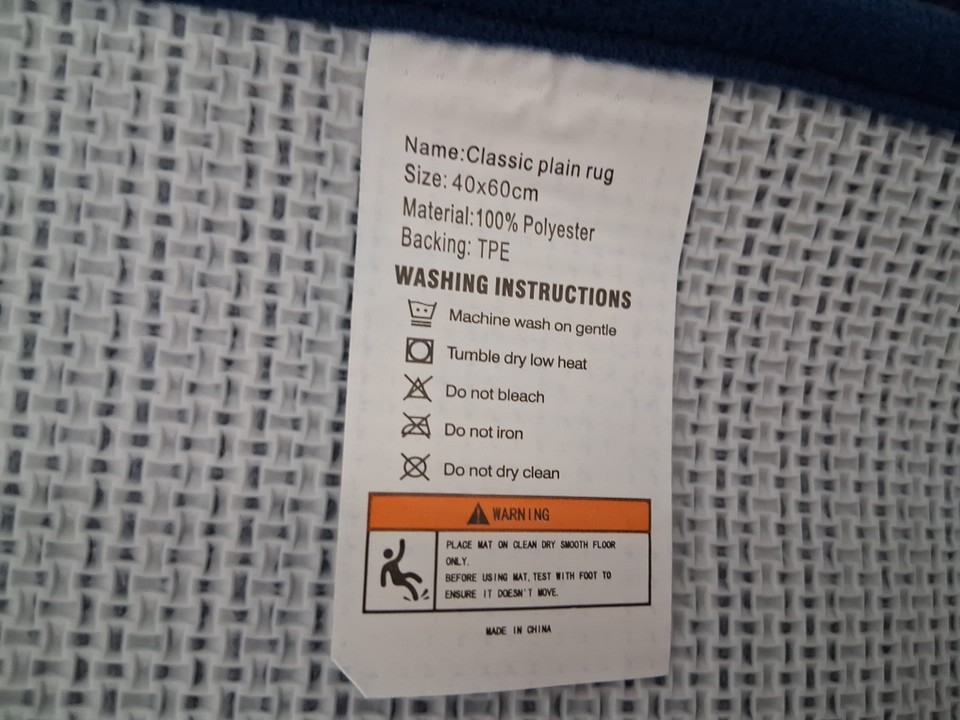 Name:Classic plain rug
Size: 40x60cm
Material:100% Polyester
Backing: TPE
WASHING INSTRUCTIONS
Machine wash on gentle
Tumble dry low heat
Do not bleach
Do not iron
Do not dry clean
WARNING
PLACE MAT ON CLEAN DRY SMOOTH FLOOR
ONLY.
BEFORE USING MAT, TEST WITH FOOT TO
ENSURE IT DOESN'T MOVE.
MADE IN CHINA